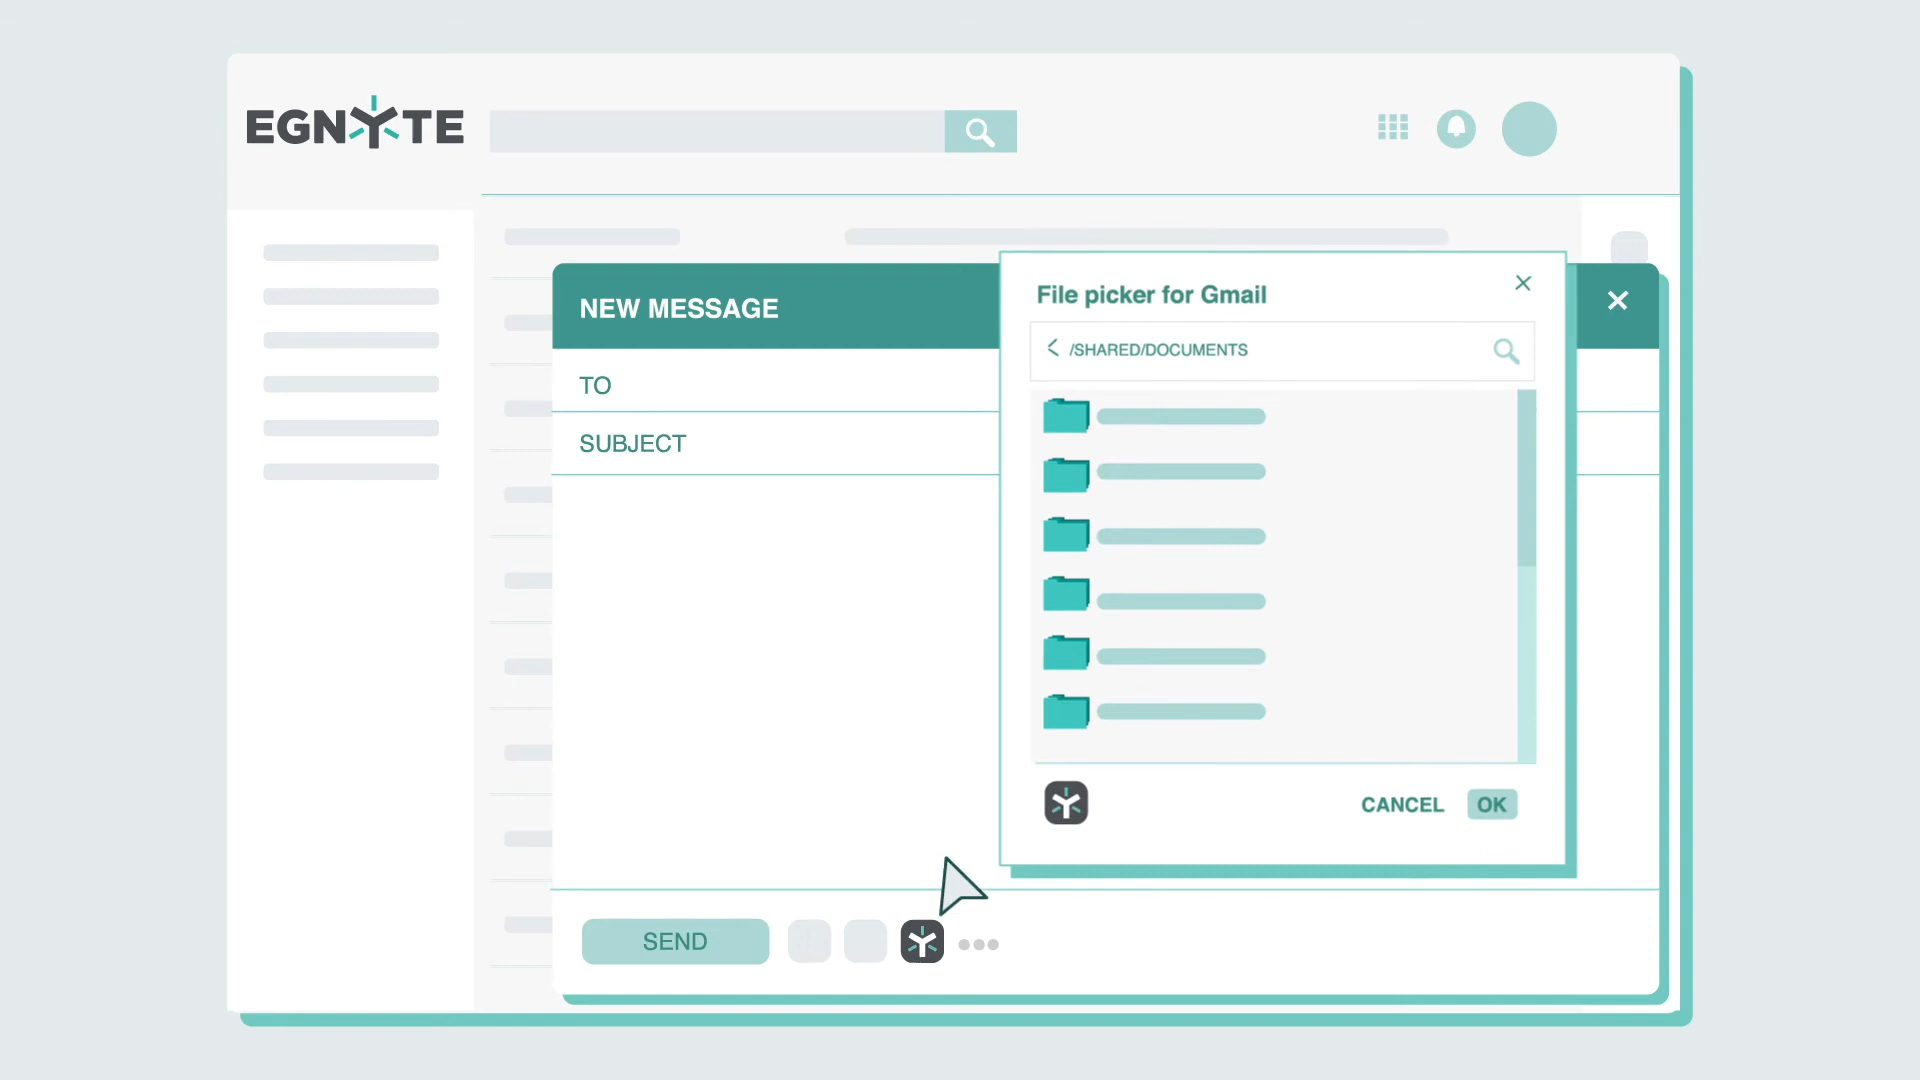 EGNYTE
NEW MESSAGE
TO
SUBJECT
File picker for Gmail
/SHARED/DOCUMENTS
CANCEL OK
SEND